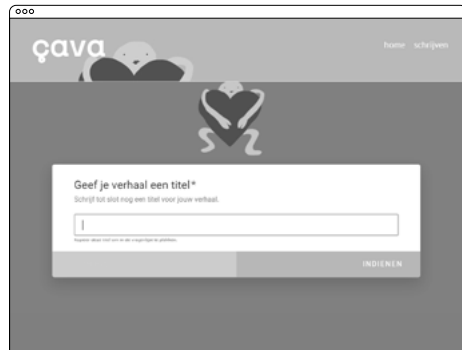 çava
home schrijven
Geef je verhaal een titel*
Schrijf tot slot nog een titel voor jouw verhaal.
INDIENEN